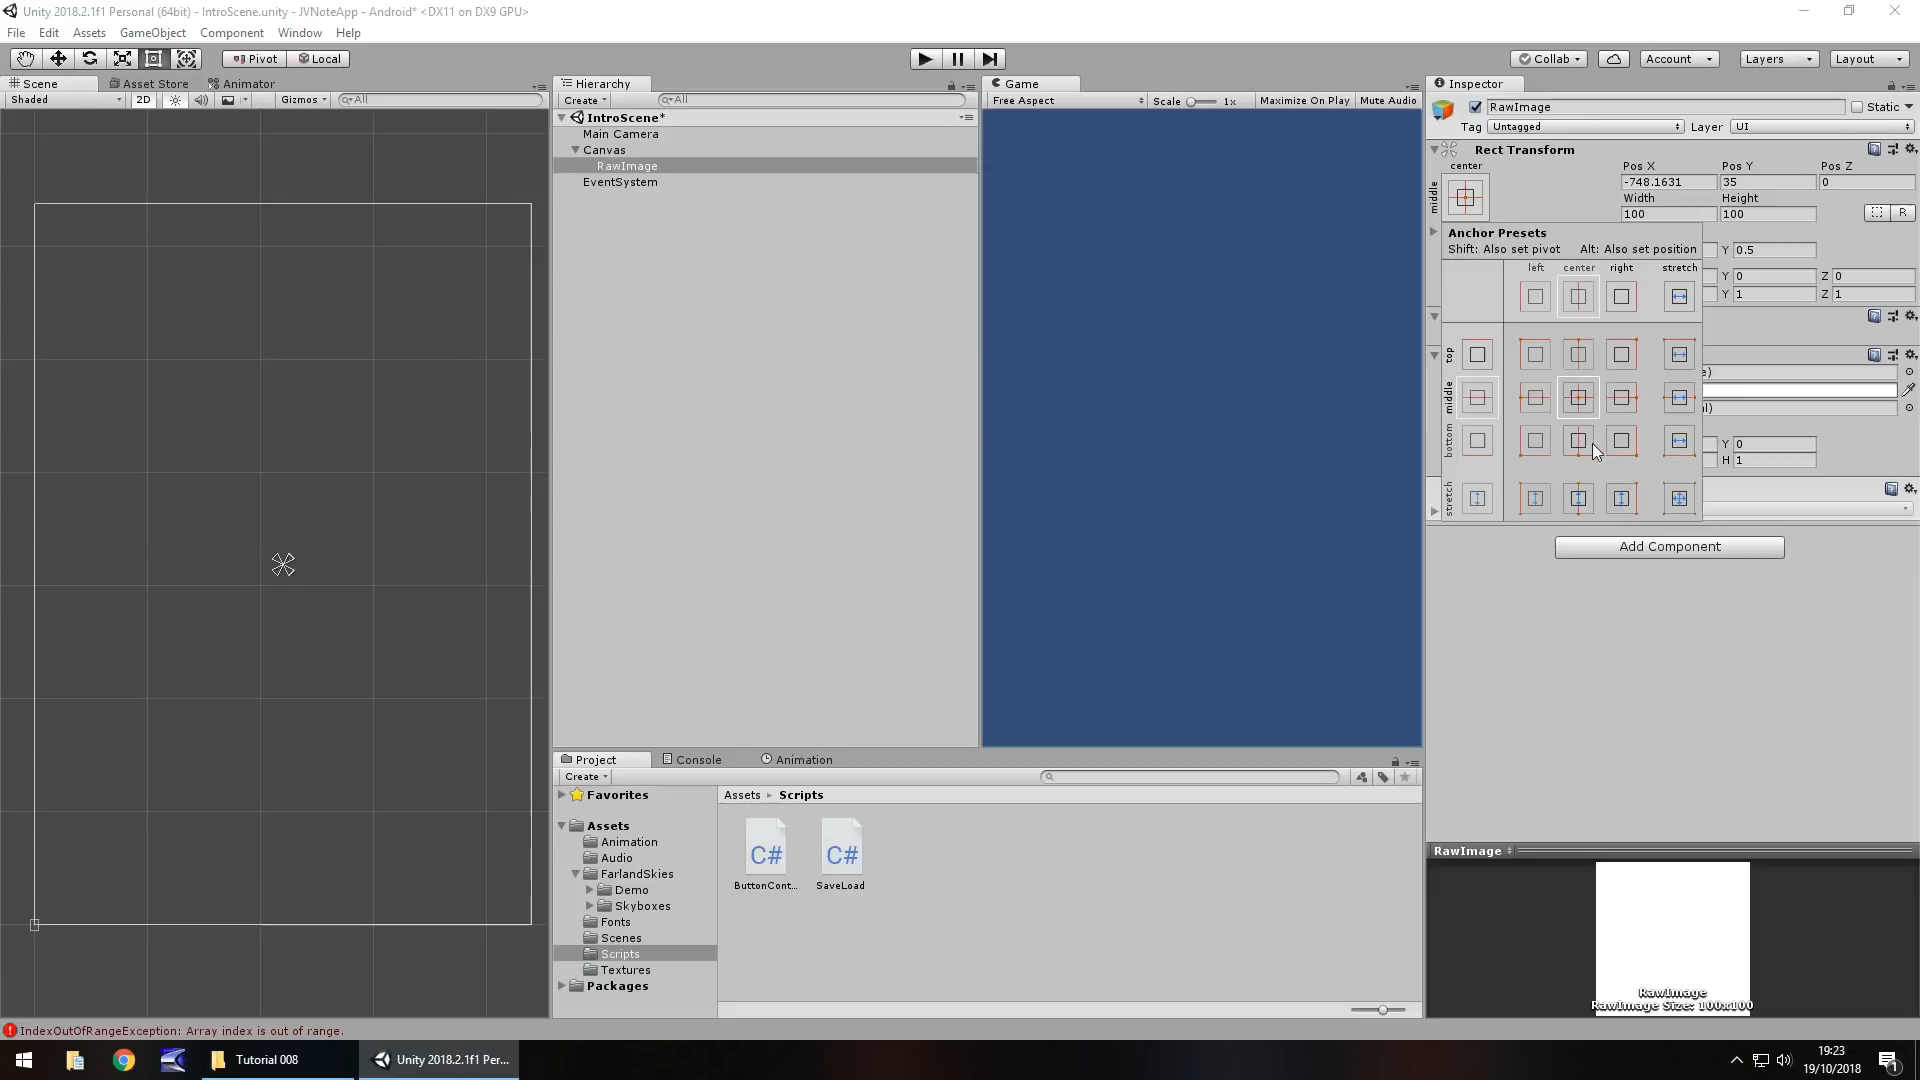 Unity 2018.2.1f1 Personal (64bit) - IntroScene.unity - JVNoteApp - Android* <DX11 on DX9 GPU>
File Edit Assets GameObject Component Window Help
Pivot Local
Collab Account Layers Layout
Scene Asset Store Animator
Shaded 2D Gizmos All
Hierarchy
Create All
IntroScene*
Main Camera
Canvas
RawImage
EventSystem
Game
Free Aspect Scale 1x Maximize On Play Mute Audio
Inspector
RawImage Static
Tag Untagged Layer UI
Rect Transform
center
middle
Pos X Pos Y Pos Z
-748.1631 35 0
Width Height
100 100
R
Anchor Presets
Shift: Also set pivot Alt: Also set position
Y 0.5
left center right stretch
Y 0 Z 0
Y 1 Z 1
top
e)
middle
l)
bottom
Y 0
H 1
stretch
Add Component
Project Console Animation
Create
Favorites
Assets
Animation
Audio
FarlandSkies
Demo
Skyboxes
Fonts
Scenes
Scripts
Textures
Packages
Assets Scripts
C# C#
ButtonCont... SaveLoad
RawImage
RawImage
RawImage Size: 100x100
IndexOutOfRangeException: Array index is out of range.
Tutorial 008
Unity 2018.2.1f1 Per...
19:23
19/10/2018
1